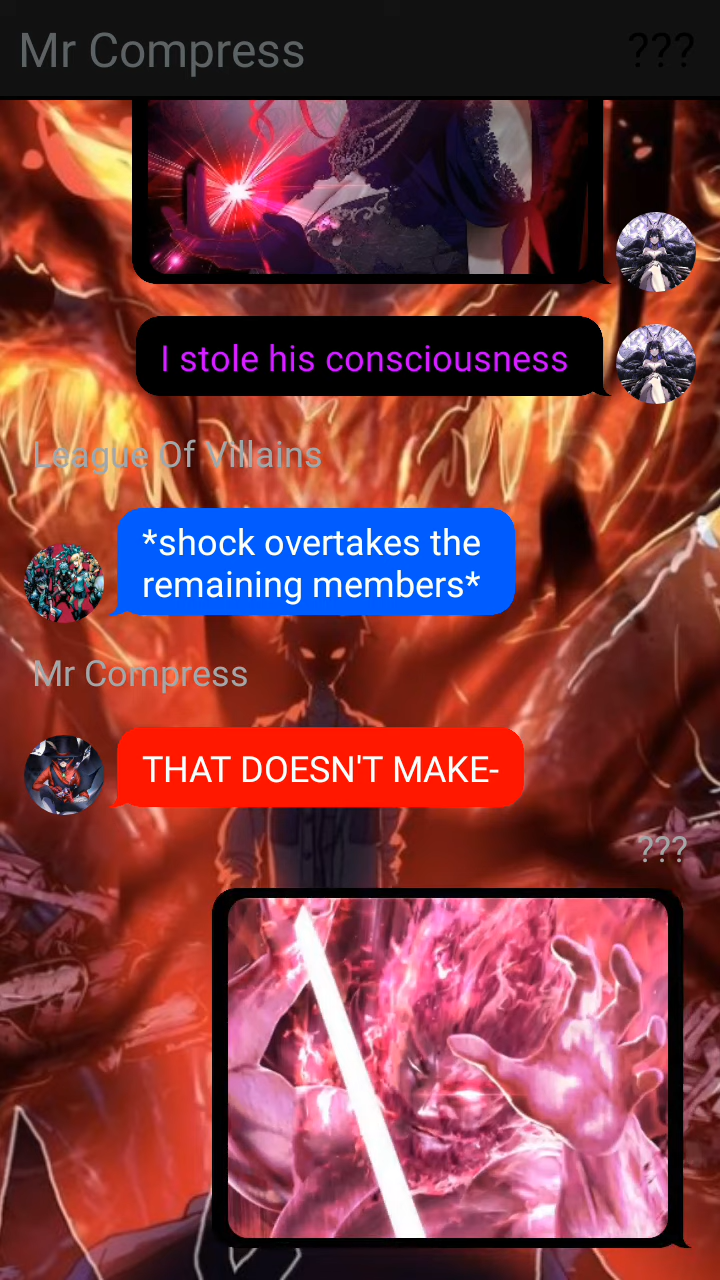 Mr Compress
???
I stole his consciousness
League Of Villains
*shock overtakes the
remaining members*
Mr Compress
THAT DOESN'T MAKE-
???